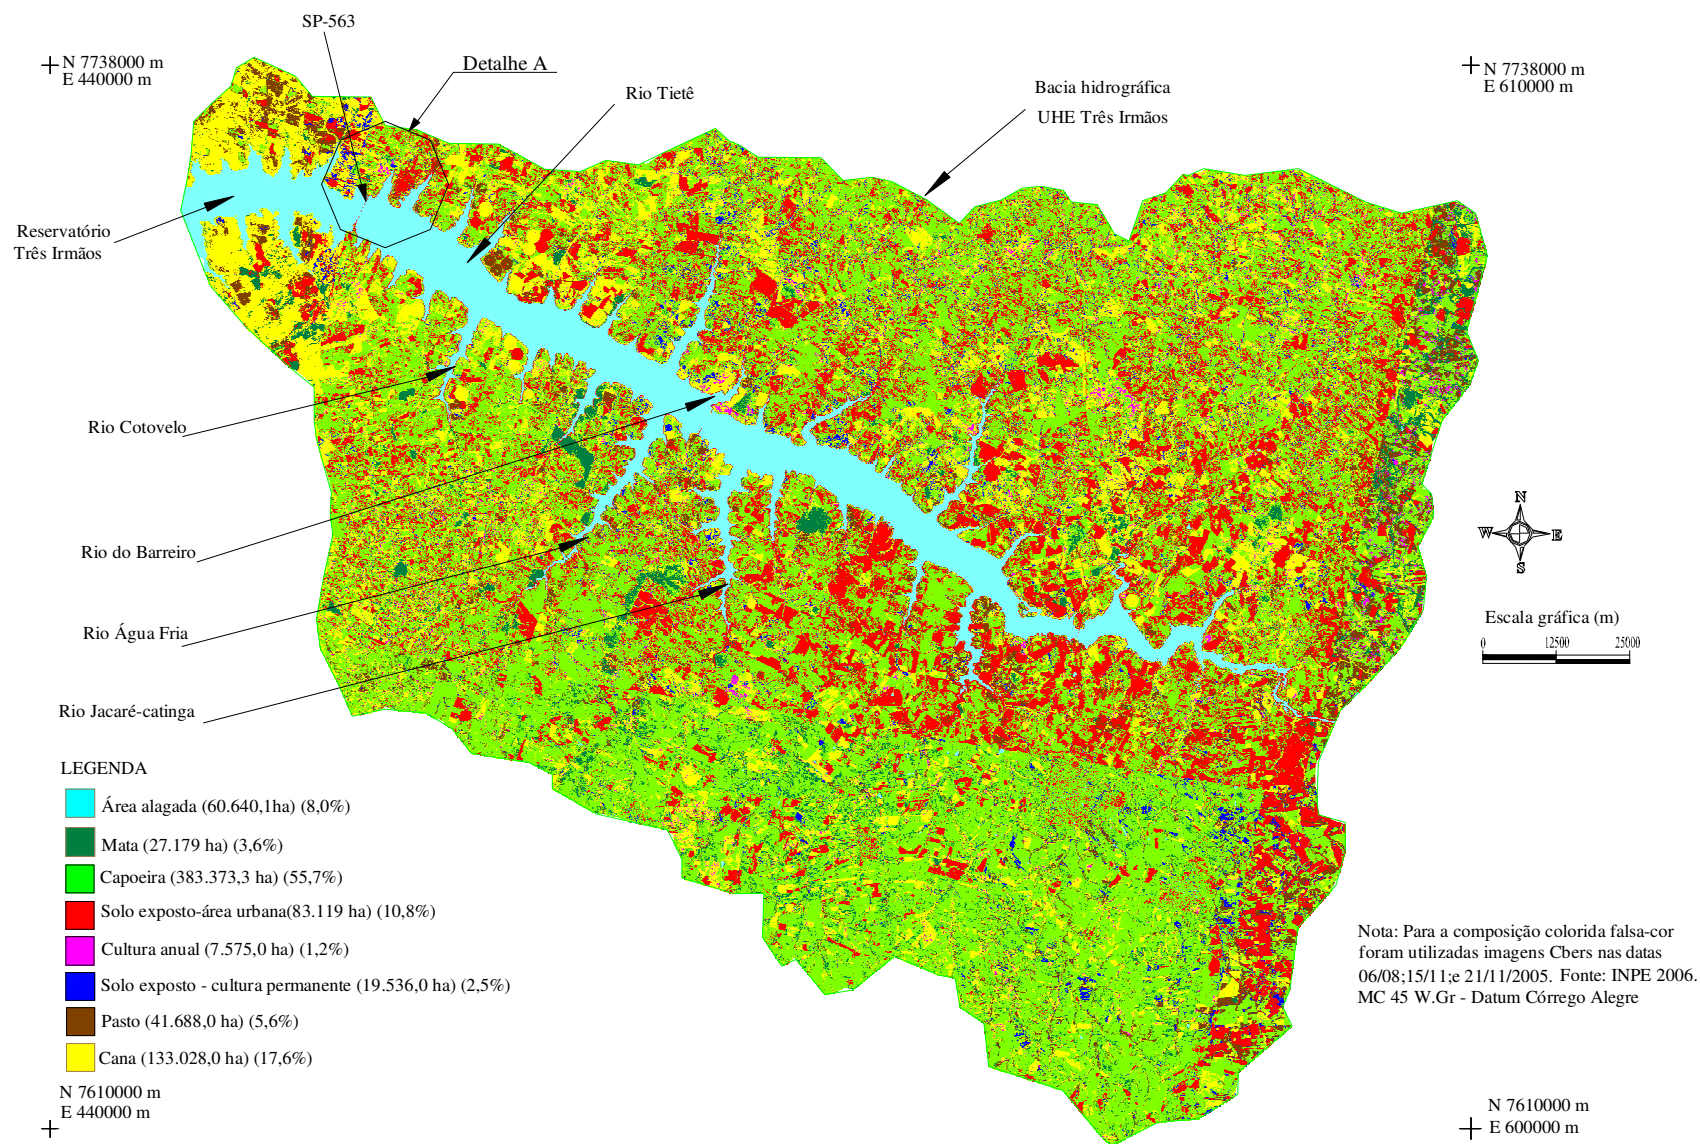 SP-563
N 7738000 m
E 440000 m
Detalhe A
Rio Tietê
Bacia hidrográfica
UHE Três Irmãos
N 7738000 m
E 610000 m
Reservatório
Três Irmãos
Rio Cotovelo
Rio do Barreiro
Rio Água Fria
Rio Jacaré-catinga
N
W
E
S
Escala gráfica (m)
0 12500 25000
LEGENDA
Área alagada (60.640,1ha) (8,0%)
Mata (27.179 ha) (3,6%)
Capoeira (383.373,3 ha) (55,7%)
Solo exposto-área urbana(83.119 ha) (10,8%)
Cultura anual (7.575,0 ha) (1,2%)
Solo exposto - cultura permanente (19.536,0 ha) (2,5%)
Pasto (41.688,0 ha) (5,6%)
Cana (133.028,0 ha) (17,6%)
Nota: Para a composição colorida falsa-cor
foram utilizadas imagens Cbers nas datas
06/08;15/11;e 21/11/2005. Fonte: INPE 2006.
MC 45 W.Gr - Datum Córrego Alegre
N 7610000 m
E 440000 m
N 7610000 m
E 600000 m